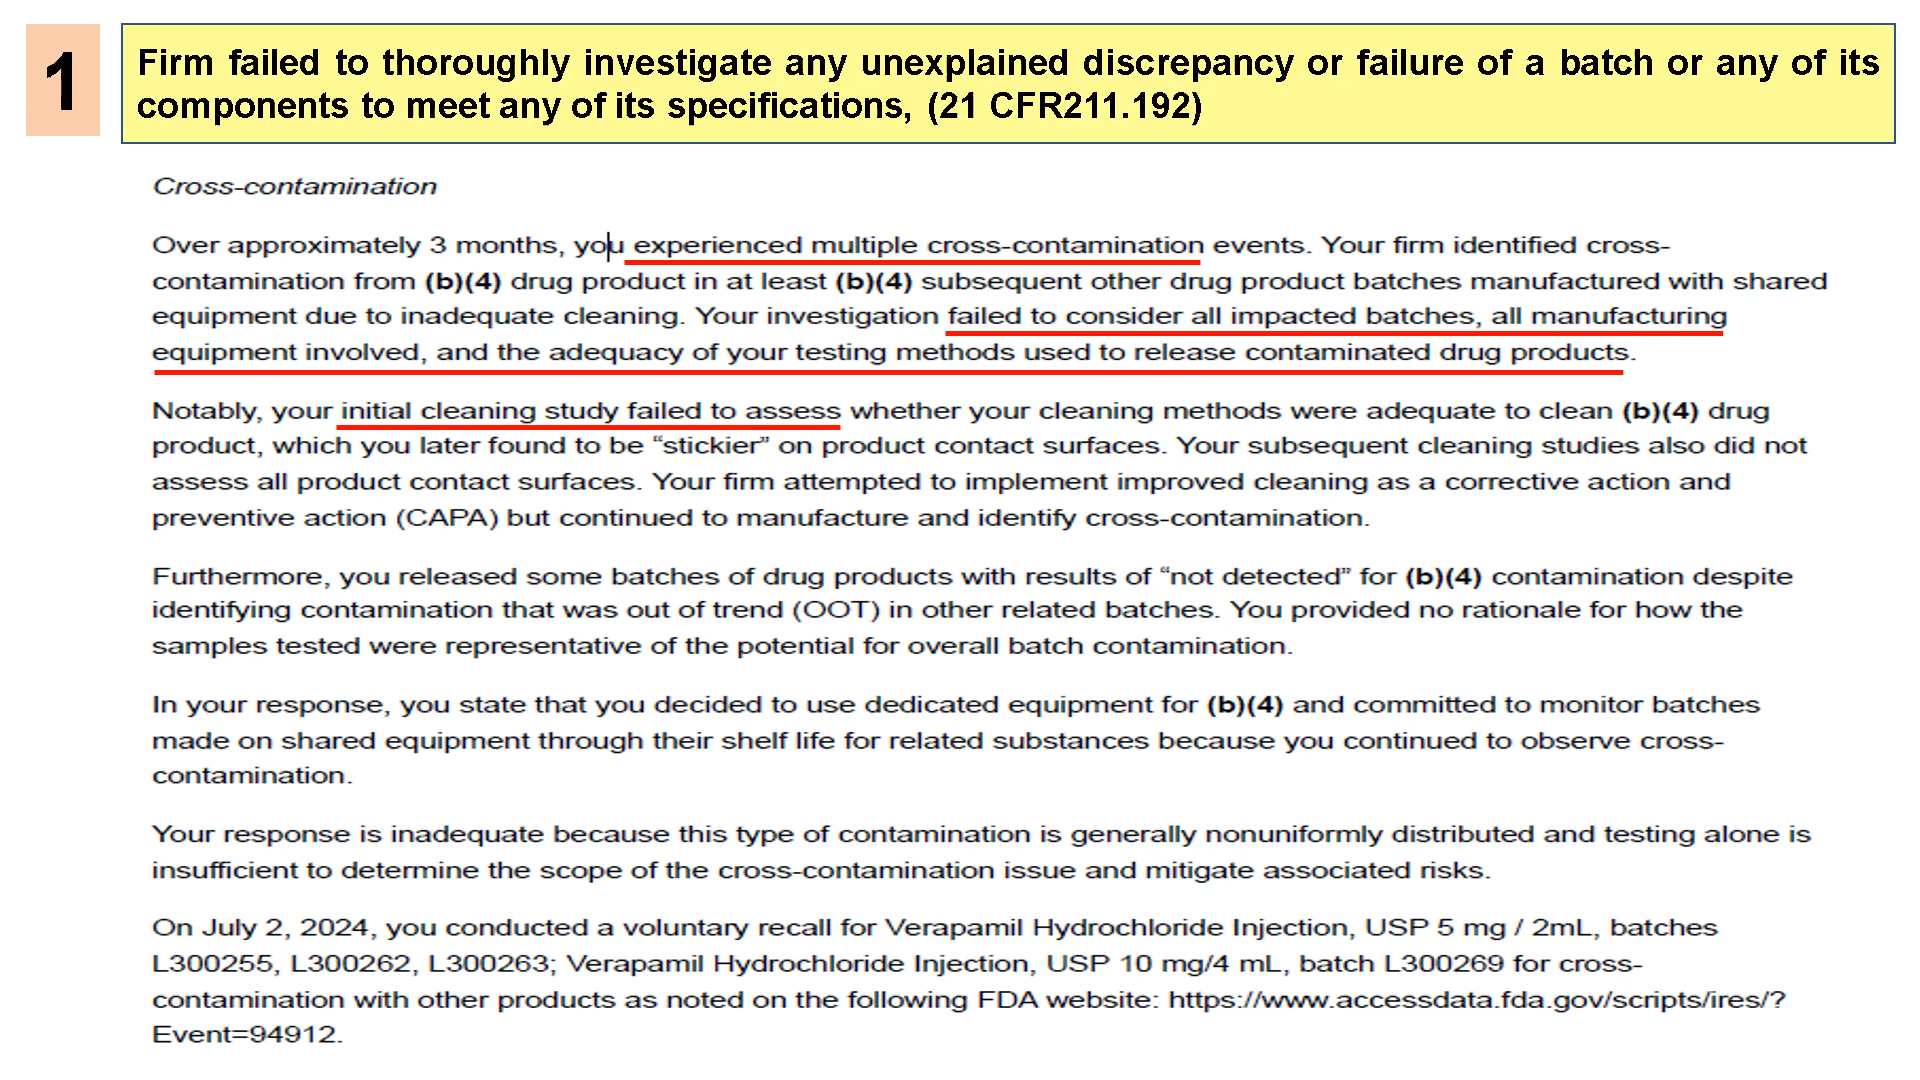 1
Firm failed to thoroughly investigate any unexplained discrepancy or failure of a batch or any of its
components to meet any of its specifications, (21 CFR211.192)
Cross-contamination
Over approximately 3 months, you experienced multiple cross-contamination events. Your firm identified cross-
contamination from (b)(4) drug product in at least (b)(4) subsequent other drug product batches manufactured with shared
equipment due to inadequate cleaning. Your investigation failed to consider all impacted batches, all manufacturing
equipment involved, and the adequacy of your testing methods used to release contaminated drug products.
Notably, your initial cleaning study failed to assess whether your cleaning methods were adequate to clean (b)(4) drug
product, which you later found to be “stickier” on product contact surfaces. Your subsequent cleaning studies also did not
assess all product contact surfaces. Your firm attempted to implement improved cleaning as a corrective action and
preventive action (CAPA) but continued to manufacture and identify cross-contamination.
Furthermore, you released some batches of drug products with results of “not detected” for (b)(4) contamination despite
identifying contamination that was out of trend (OOT) in other related batches. You provided no rationale for how the
samples tested were representative of the potential for overall batch contamination.
In your response, you state that you decided to use dedicated equipment for (b)(4) and committed to monitor batches
made on shared equipment through their shelf life for related substances because you continued to observe cross-
contamination.
Your response is inadequate because this type of contamination is generally nonuniformly distributed and testing alone is
insufficient to determine the scope of the cross-contamination issue and mitigate associated risks.
On July 2, 2024, you conducted a voluntary recall for Verapamil Hydrochloride Injection, USP 5 mg / 2mL, batches
L300255, L300262, L300263; Verapamil Hydrochloride Injection, USP 10 mg/4 mL, batch L300269 for cross-
contamination with other products as noted on the following FDA website: https://www.accessdata.fda.gov/scripts/ires/?
Event=94912.